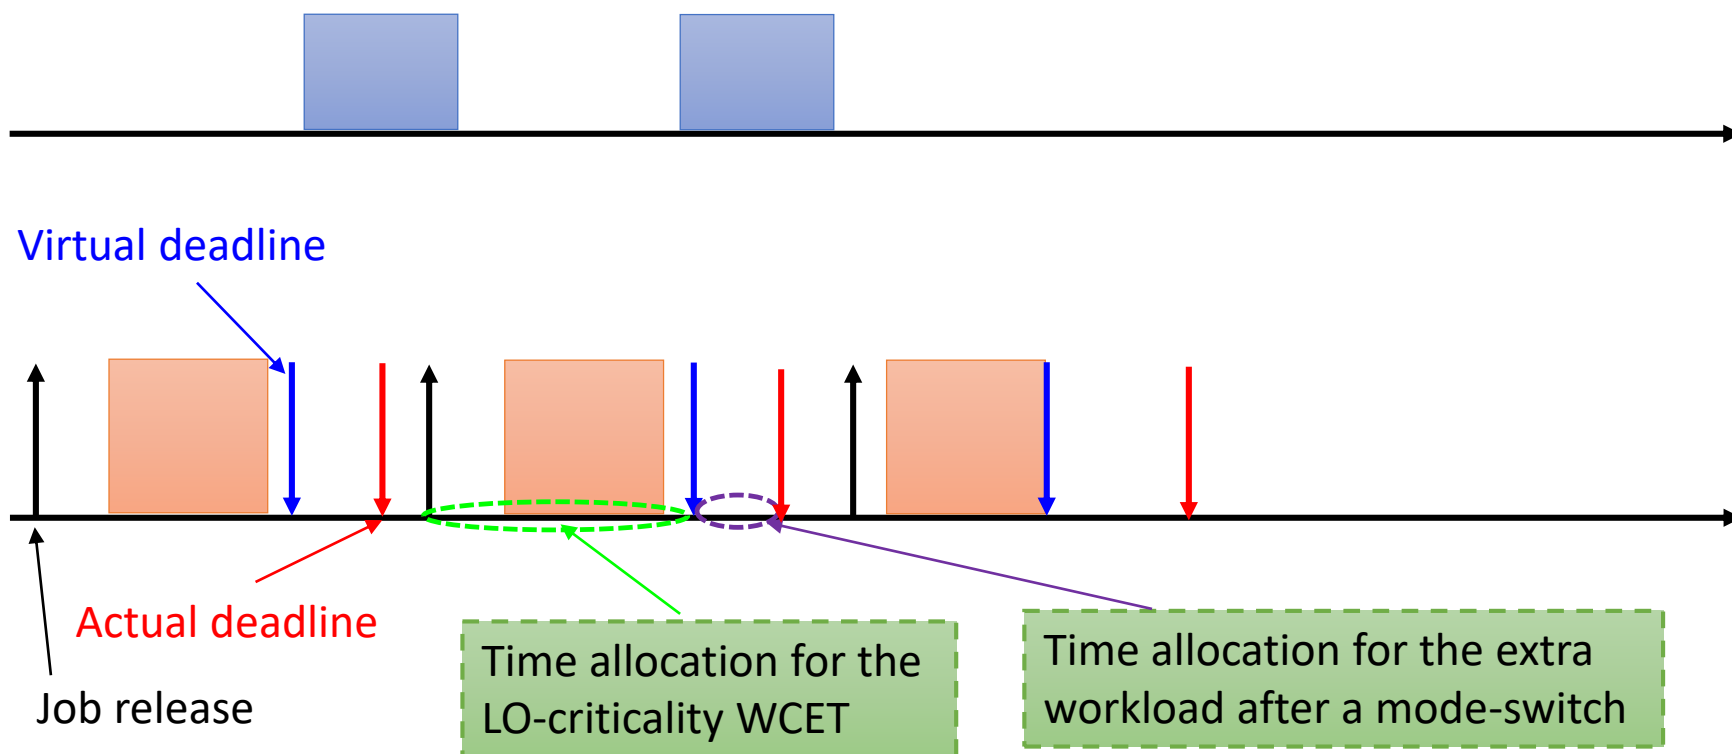 Virtual deadline
Actual deadline
Job release
Time allocation for the
LO-criticality WCET
Time allocation for the extra
workload after a mode-switch